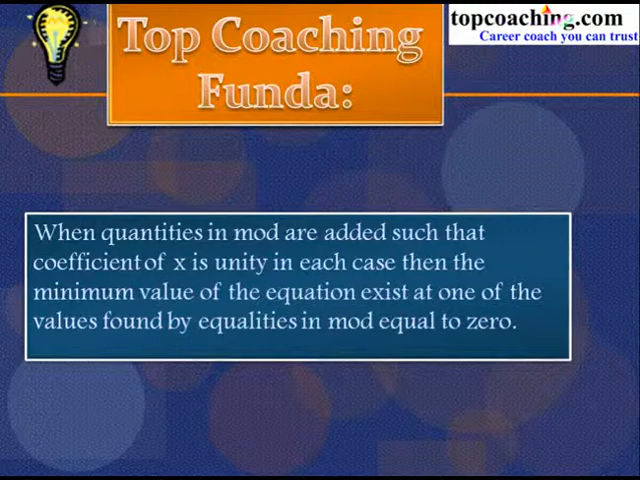 Top Coaching
Funda:
topcoaching.com
Career coach you can trust
When quantities in mod are added such that
coefficient of x is unity in each case then the
minimum value of the equation exist at one of the
values found by equalities in mod equal to zero.